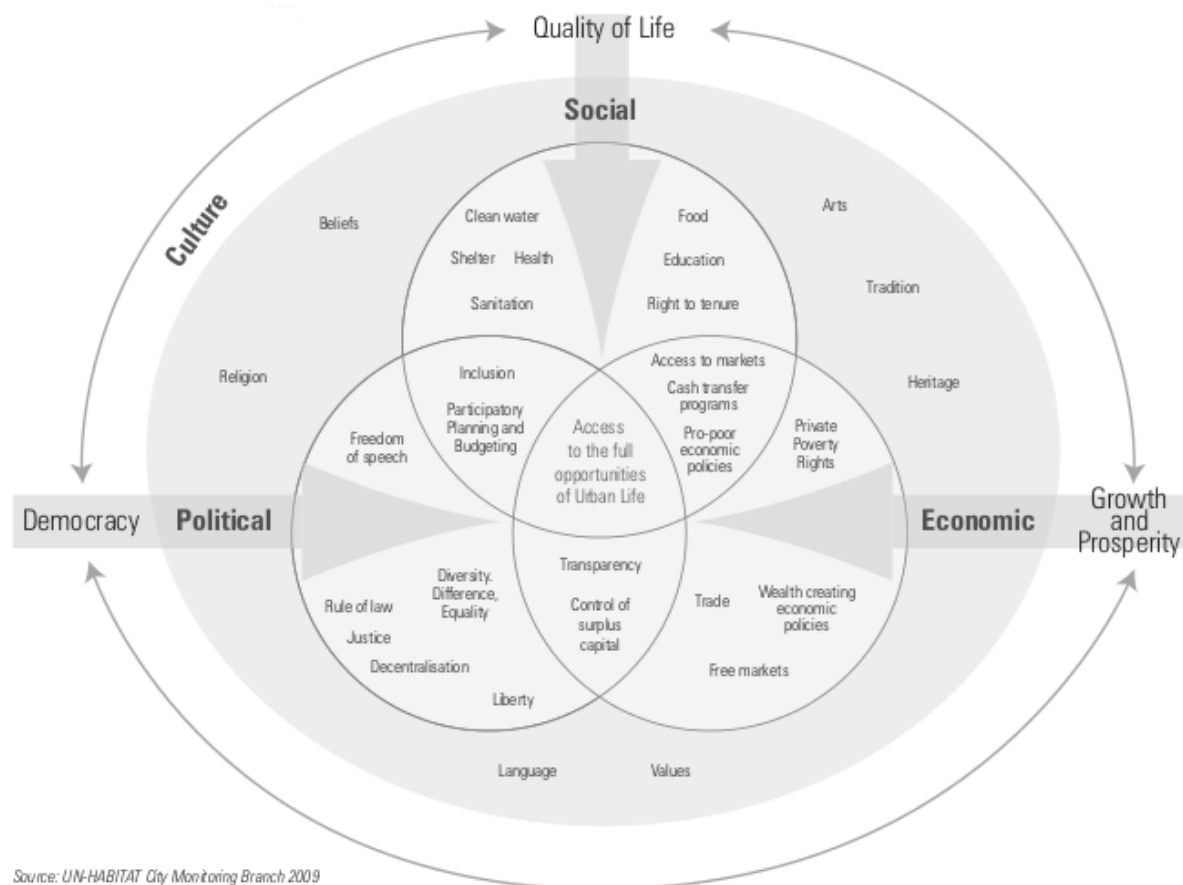 Quality of Life
Social
Culture
Beliefs
Clean water
Food
Arts
Shelter
Health
Education
Tradition
Sanitation
Right to tenure
Religion
Inclusion
Access to markets
Heritage
Cash transfer
programs
Participatory
Planning and
Budgeting
Freedom
of speech
Access
to the full
opportunities
of Urban Life
Pro-poor
economic
policies
Private
Poverty
Rights
Democracy
Political
Economic
Growth
and
Prosperity
Transparency
Diversity.
Difference,
Equality
Rule of law
Justice
Decentralisation
Liberty
Control of
surplus
capital
Trade
Wealth creating
economic
policies
Free markets
Language
Values
Source: UN-HABITAT City Monitoring Branch 2009